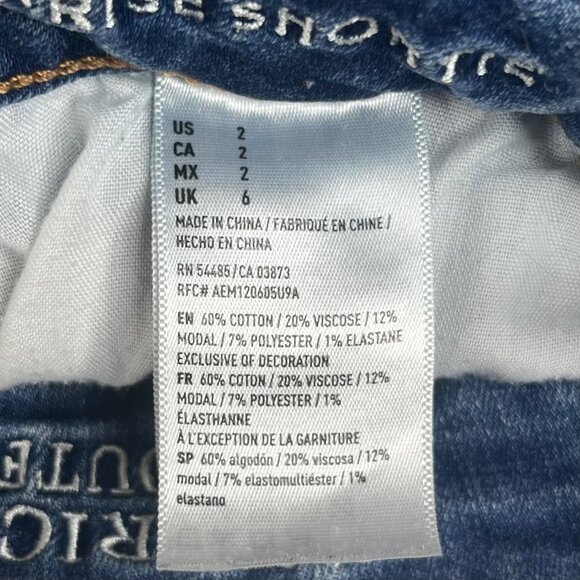 RISE SHORTIE
US 2
CA 2
MX 2
UK 6
MADE IN CHINA / FABRIQUÉ EN CHINE /
HECHO EN CHINA
RN 54485 / CA 03873
RFC# AEM120605U9A
EN 60% COTTON / 20% VISCOSE / 12%
MODAL / 7% POLYESTER / 1% ELASTANE
EXCLUSIVE OF DECORATION
FR 60% COTON / 20% VISCOSE / 12%
MODAL / 7% POLYESTER / 1%
ÉLASTHANNE
À L'EXCEPTION DE LA GARNITURE
SP 60% algodón / 20% viscosa / 12%
modal / 7% elastomultiéster / 1%
elastano